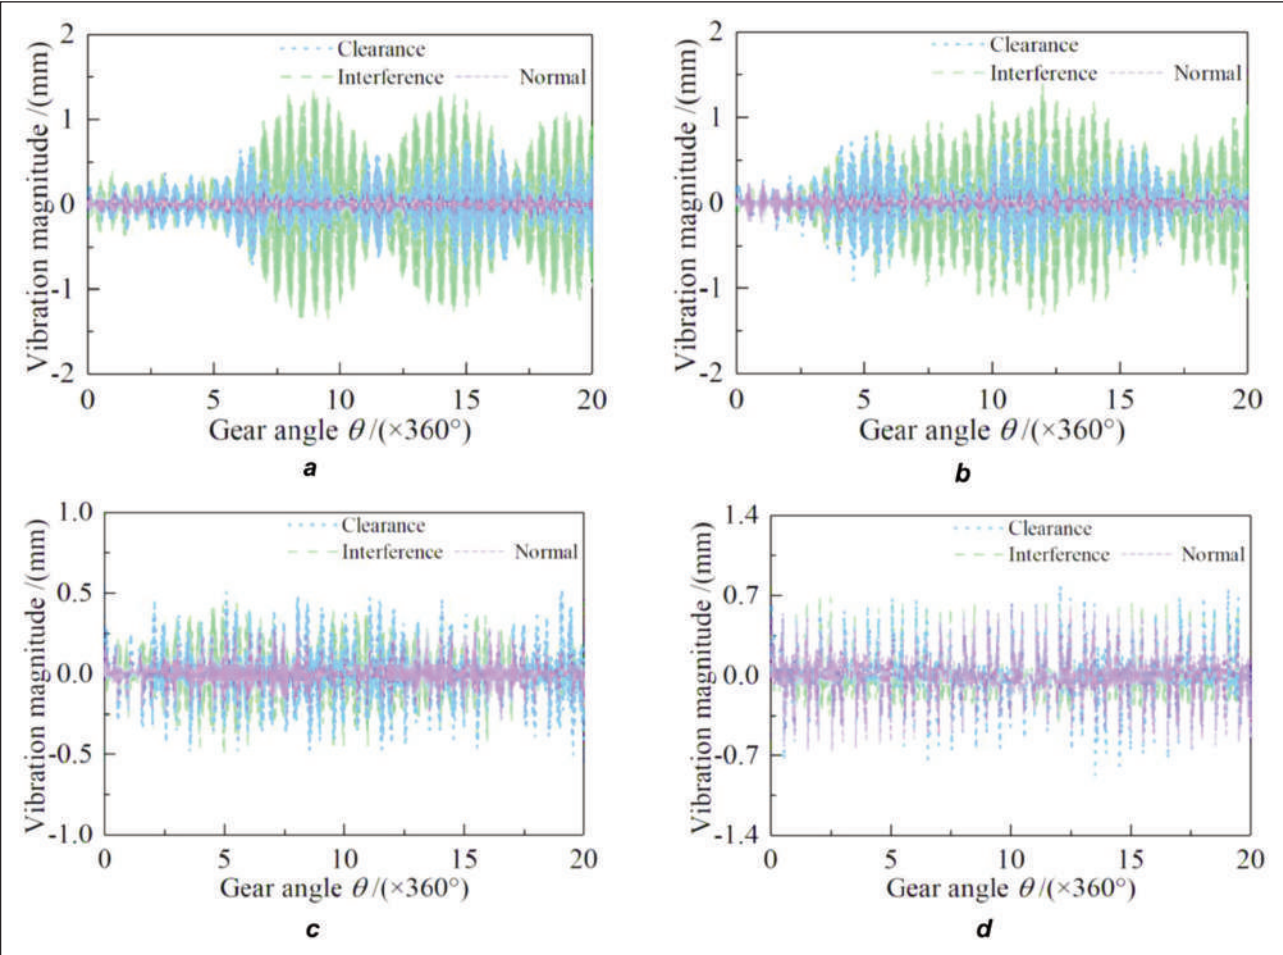 2
1
0
-1
-2
Vibration magnitude /(mm)
Clearance
Interference Normal
0 5 10 15 20
Gear angle θ /(×360°)
a
2
1
0
-1
-2
Vibration magnitude /(mm)
Clearance
Interference Normal
0 5 10 15 20
Gear angle θ /(×360°)
b
1.0
0.5
0.0
-0.5
-1.0
Vibration magnitude /(mm)
Clearance
Interference Normal
0 5 10 15 20
Gear angle θ /(×360°)
c
1.4
0.7
0.0
-0.7
-1.4
Vibration magnitude /(mm)
Clearance
Interference Normal
0 5 10 15 20
Gear angle θ /(×360°)
d